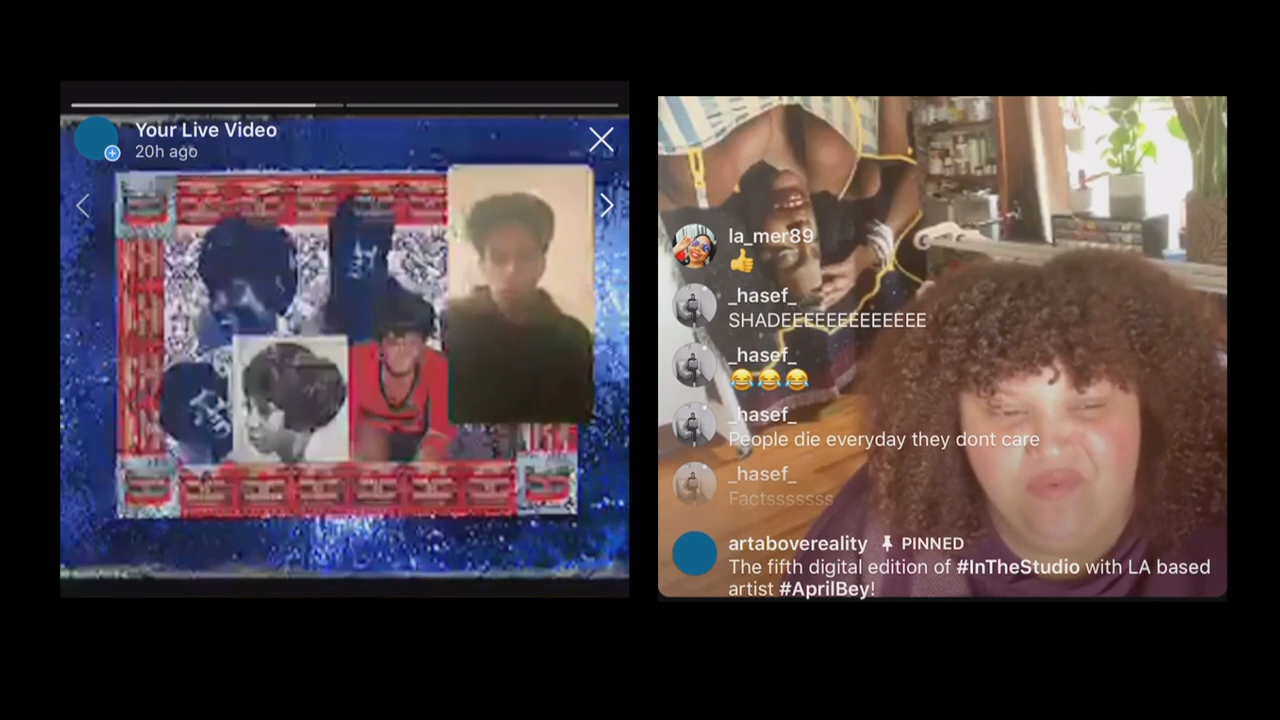 Your Live Video
20h ago
la_mer89
👍
_hasef_
SHADEEEEEEEEEEEEE
_hasef_
😂😂😂
_hasef_
People die everyday they dont care
_hasef_
Factsssssss
artabovereality PINNED
The fifth digital edition of #InTheStudio with LA based
artist #AprilBey!